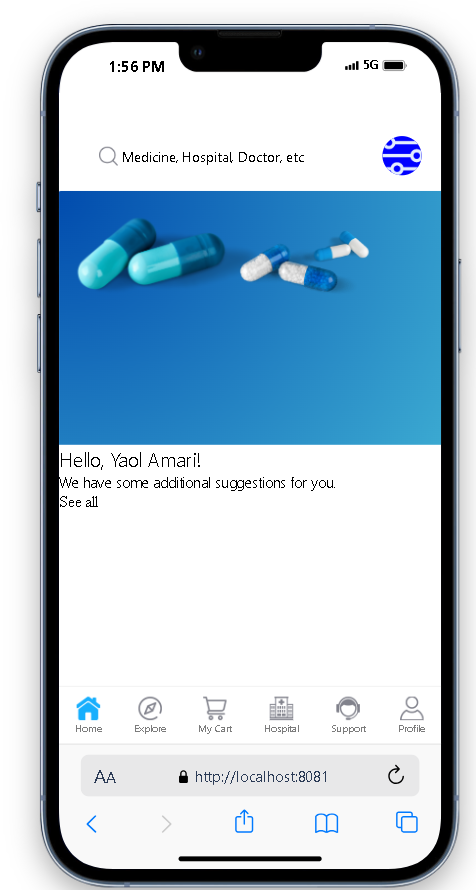 1:56 PM
5G
Medicine, Hospital, Doctor, etc
Hello, Yaol Amari!
We have some additional suggestions for you.
See all
Home Explore My Cart Hospital Support Profile
AA http://localhost:8081